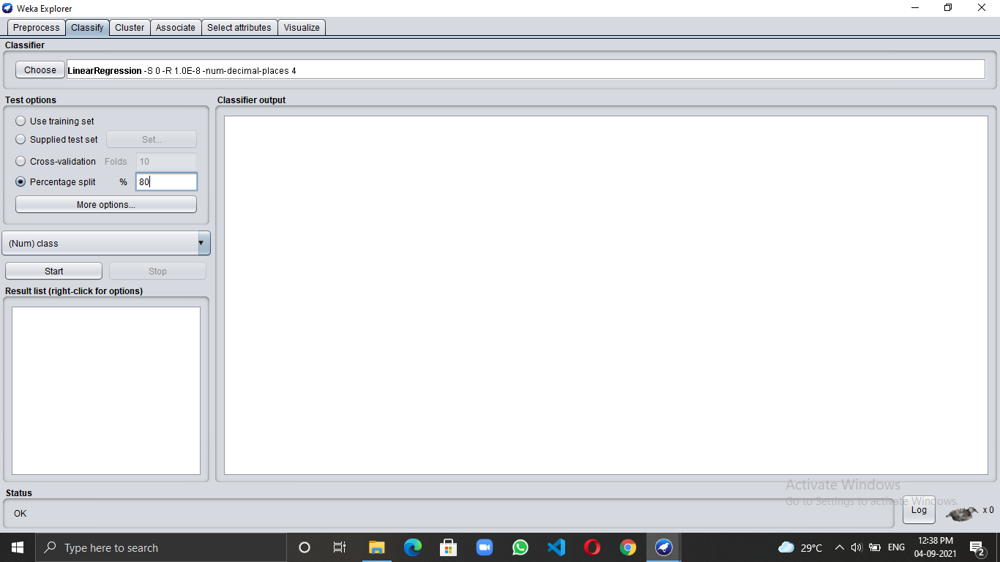 Weka Explorer
Preprocess Classify Cluster Associate Select attributes Visualize
Classifier
Choose LinearRegression -S 0 -R 1.0E-8 -num-decimal-places 4
Test options
Use training set
Supplied test set Set...
Cross-validation Folds 10
Percentage split % 80
More options...
(Num) class
Start Stop
Result list (right-click for options)
Classifier output
Status
OK
Log x 0
Activate Windows
Go to Settings to activate Windows.
Type here to search
29°C ENG
12:38 PM
04-09-2021
2